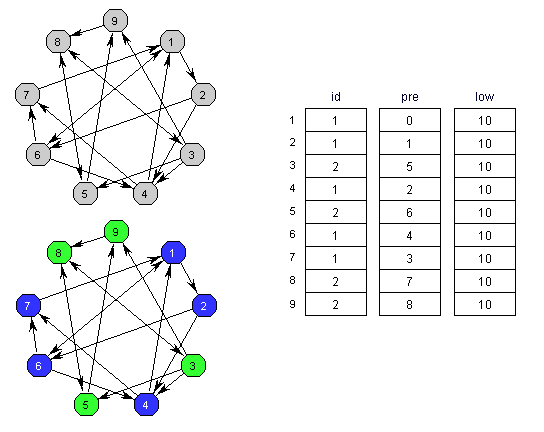 9
8 1
7 2
6 3
5 4
id pre low
1 1 0 10
2 1 1 10
3 2 5 10
4 1 2 10
5 2 6 10
6 1 4 10
7 1 3 10
8 2 7 10
9 2 8 10
9
8 1
7 2
6 3
5 4